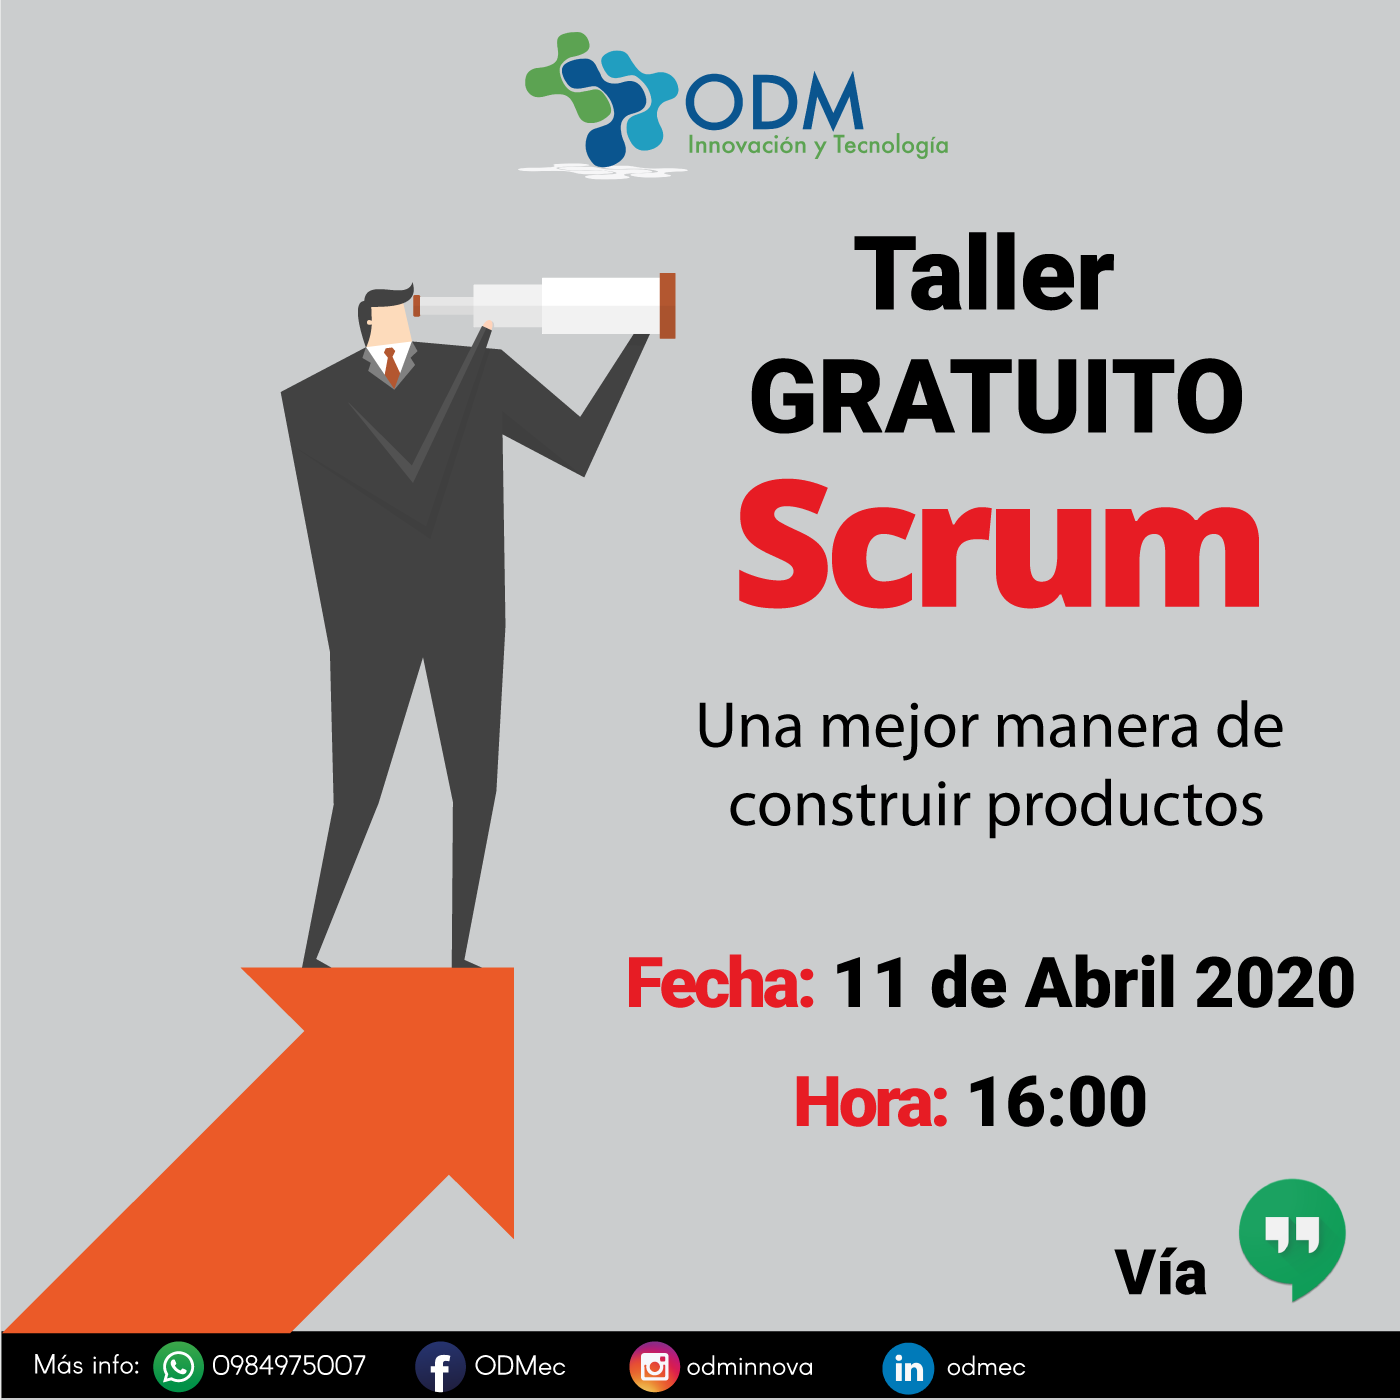 ODM
Innovación y Tecnología
Taller
GRATUITO
Scrum
Una mejor manera de
construir productos
Fecha: 11 de Abril 2020
Hora: 16:00
Vía
Más info: 0984975007 ODMec odminnova odmec